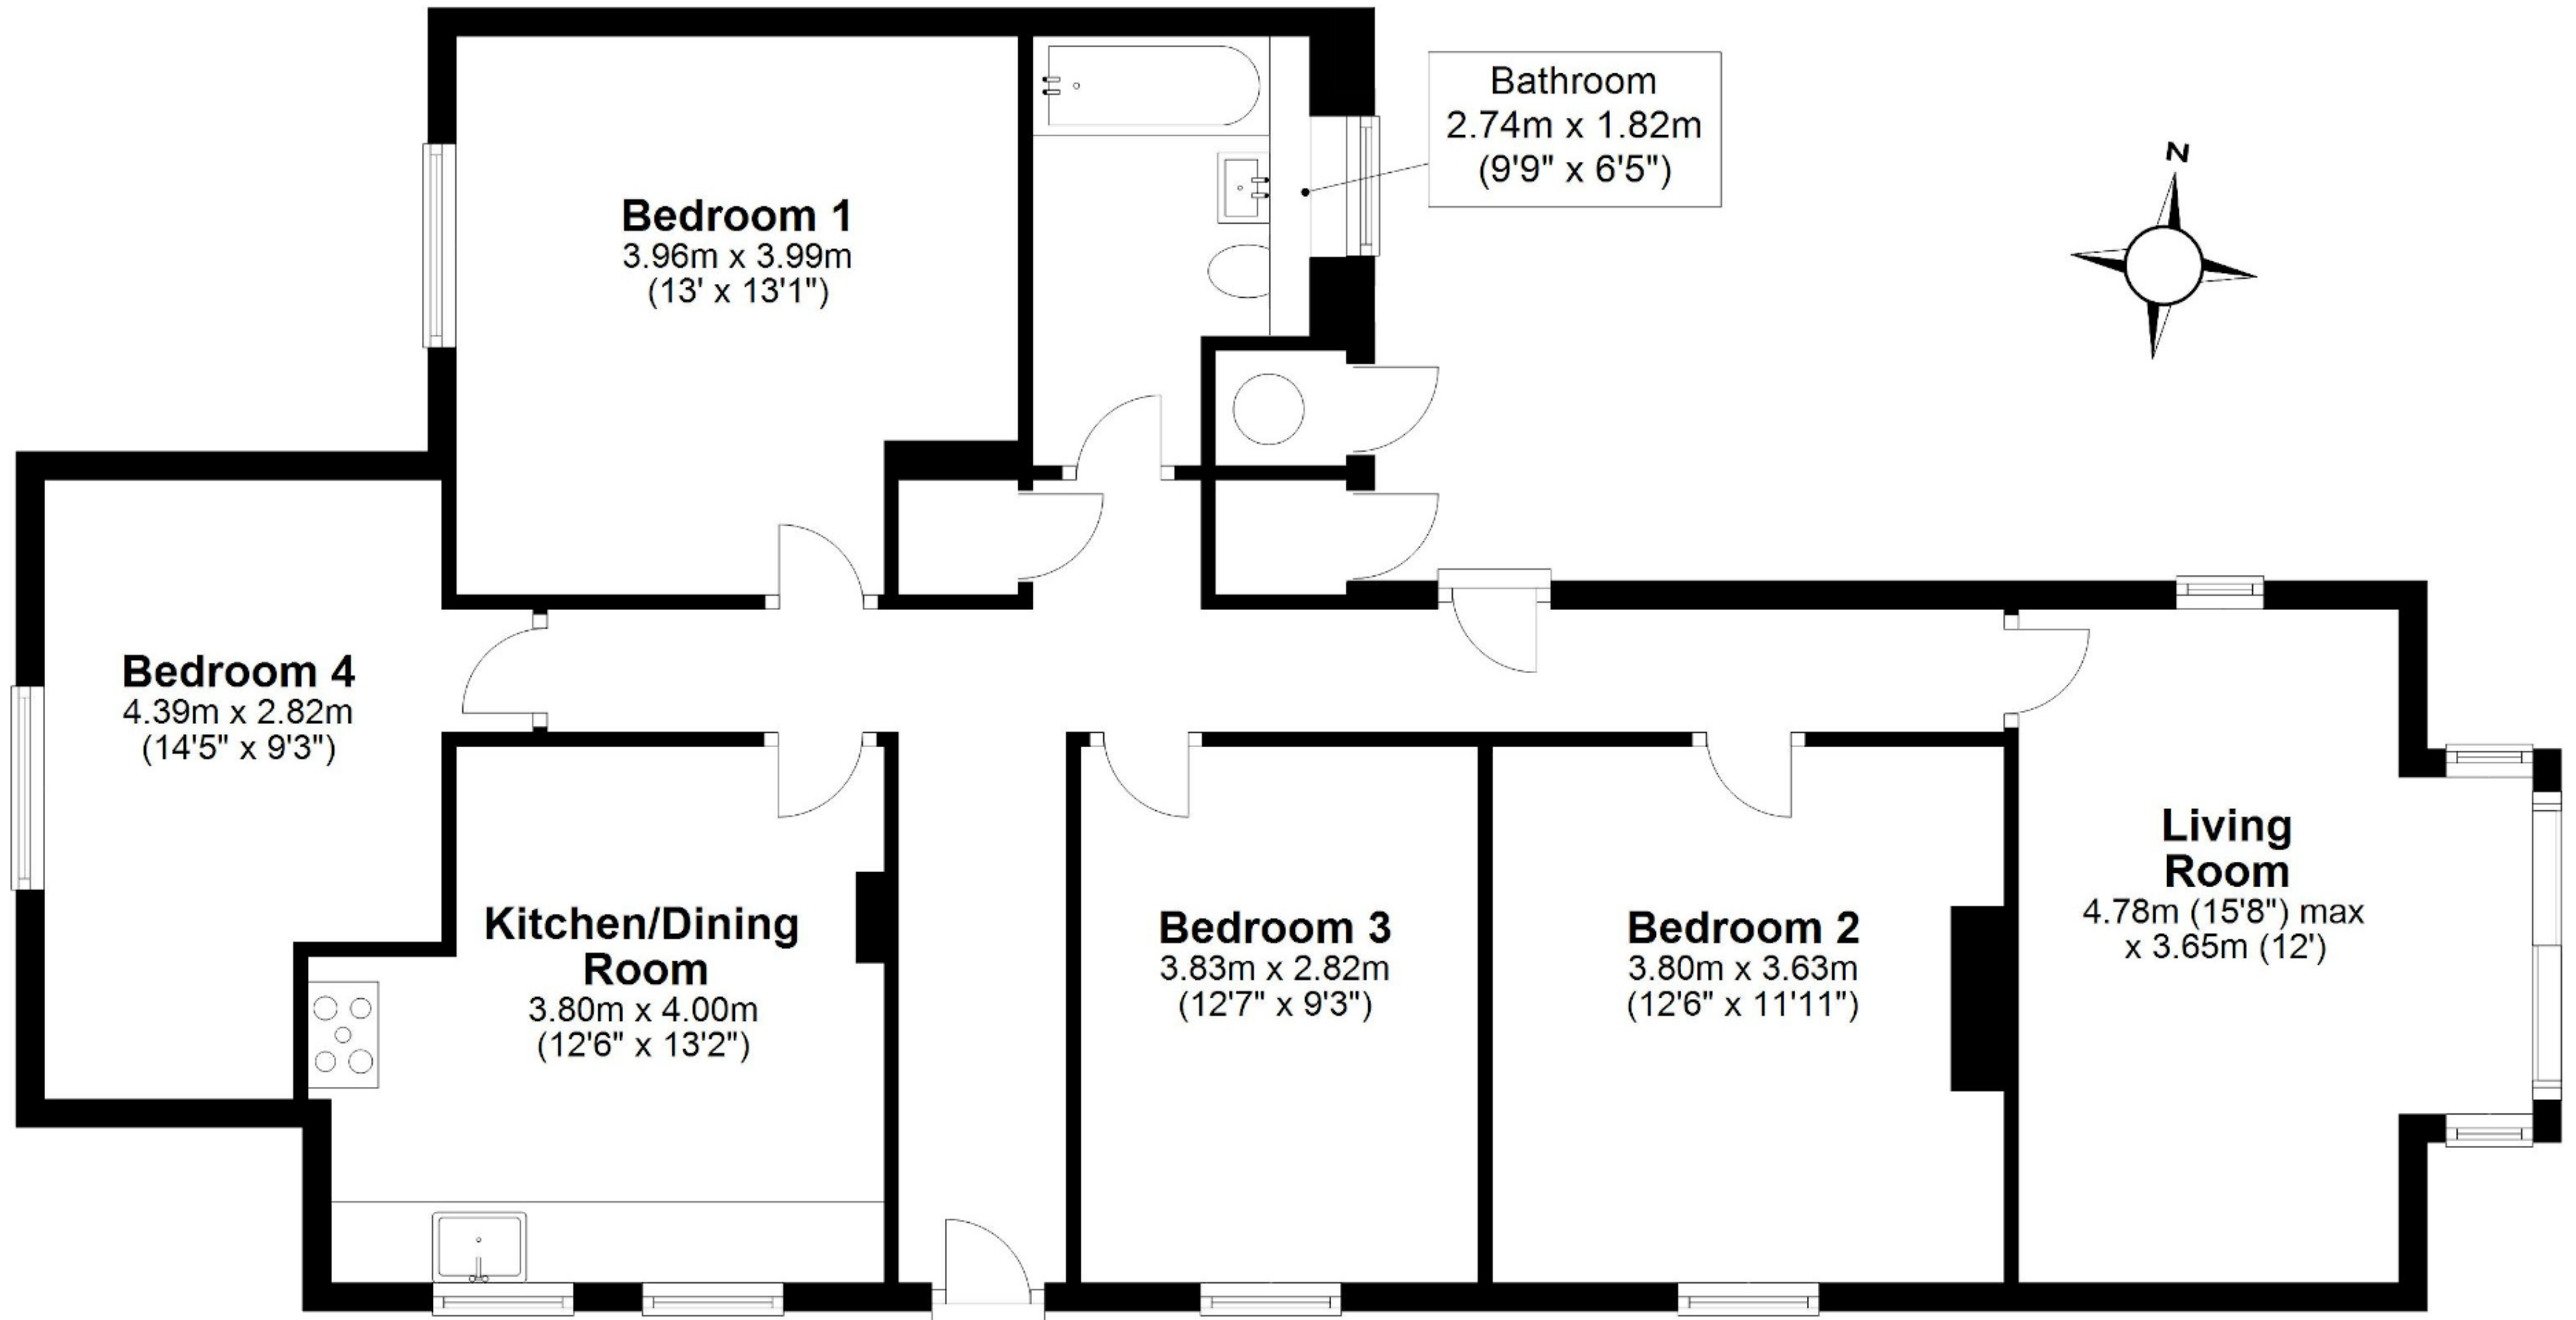 Bathroom
2.74m x 1.82m
(9'9" x 6'5")
N
Bedroom 1
3.96m x 3.99m
(13' x 13'1")
Bedroom 4
4.39m x 2.82m
(14'5" x 9'3")
Kitchen/Dining
Room
3.80m x 4.00m
(12'6" x 13'2")
Bedroom 3
3.83m x 2.82m
(12'7" x 9'3")
Bedroom 2
3.80m x 3.63m
(12'6" x 11'11")
Living
Room
4.78m (15'8") max
x 3.65m (12')